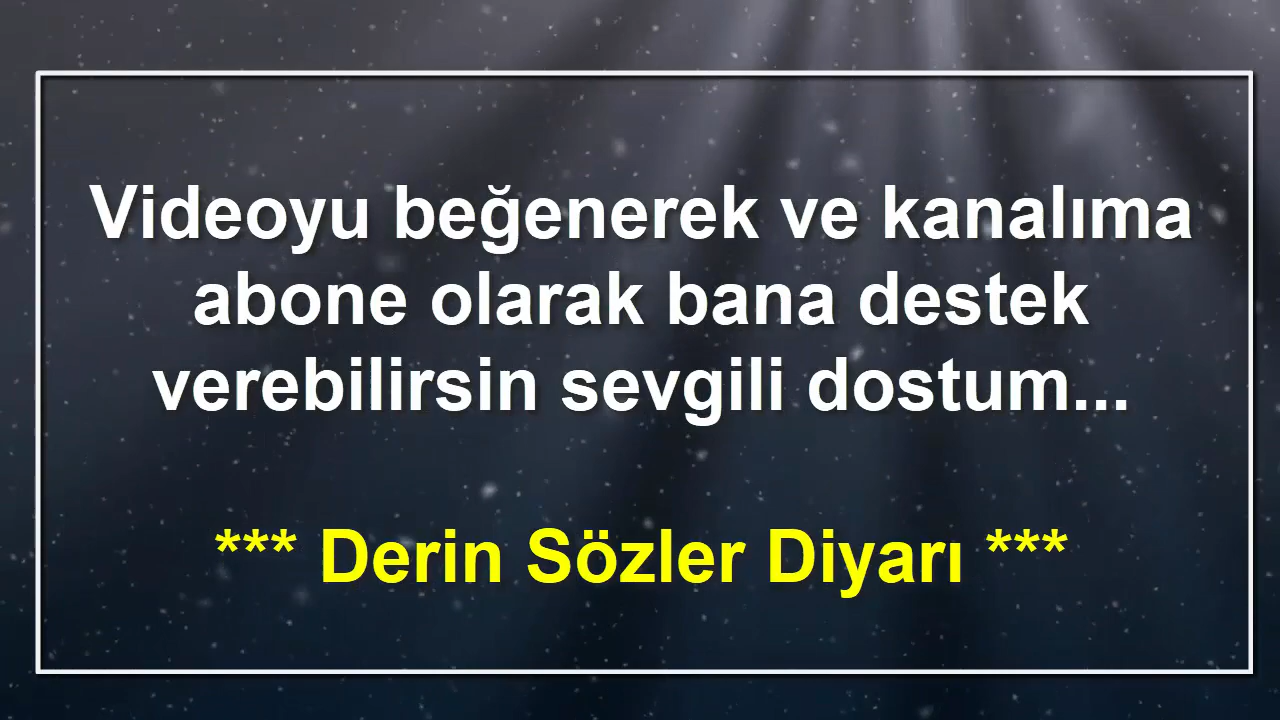 Videoyu beğenerek ve kanalıma
abone olarak bana destek
verebilirsin sevgili dostum...
*** Derin Sözler Diyarı ***